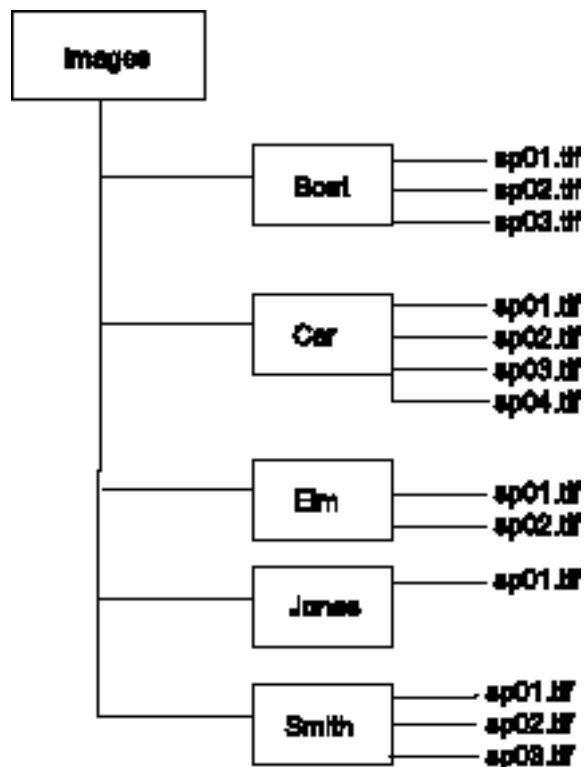 Images
Boat
sp01.tif
sp02.tif
sp03.tif
Car
sp01.tif
sp02.tif
sp03.tif
sp04.tif
Elm
sp01.tif
sp02.tif
Jones
sp01.tif
Smith
sp01.tif
sp02.tif
sp03.tif